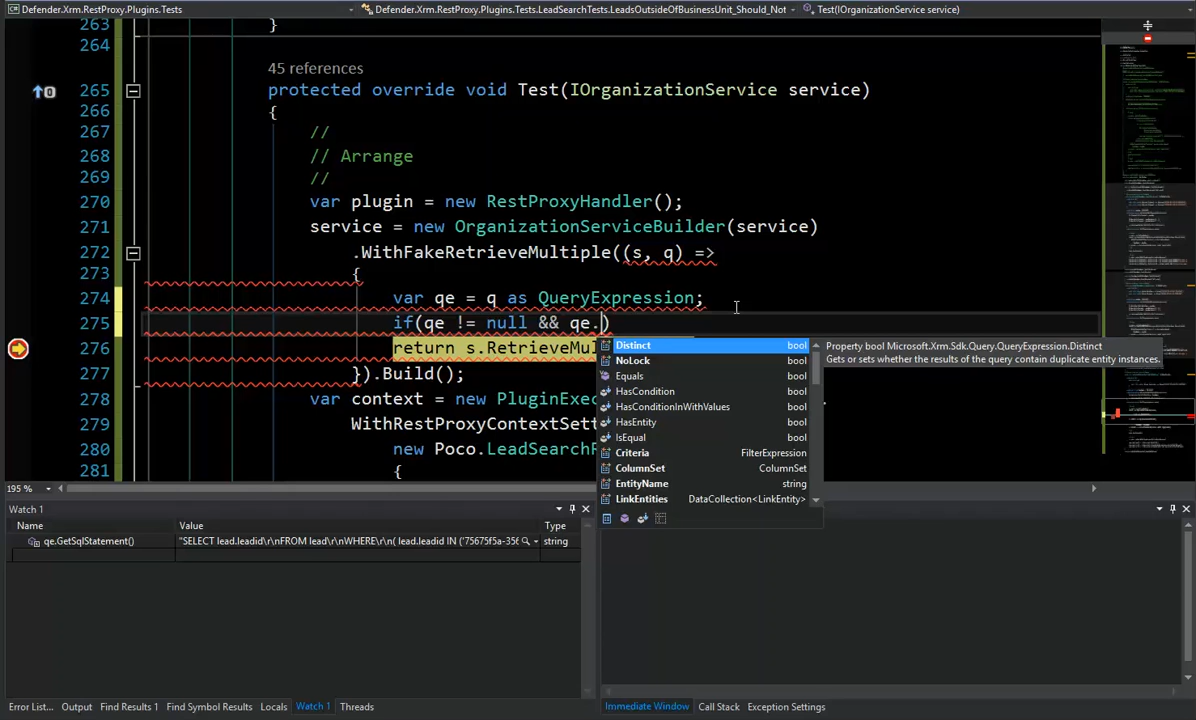 Defender.Xrm.RestProxy.Plugins.Tests
Defender.Xrm.RestProxy.Plugins.Tests.LeadSearchTests.LeadsOutsideOfBusinessUnit_Should_Not
Test(IOrganizationService service)
263 }
264
45 references
265 protected override void Test(IOrganizationService service)
266 {
267 //
268 // Arrange
269 //
270 var plugin = new RestProxyHandler();
271 service = new OrganizationServiceBuilder(service)
272 .WithFakeRetrieveMultiple((s, q) =>
273 {
274 var qe = q as QueryExpression;
275 if(qe != null && qe.)
276 return s.RetrieveMul
277 }).Build();
278 var context = new PluginExec
279 WithRestProxyContextSett
280 new Poco.LeadSearchR
281 {
Distinct bool
NoLock bool
Equals bool
HasCondition bool
HasConditionInWithValues bool
HasEntity bool
IsEqual bool
Criteria FilterExpression
ColumnSet ColumnSet
EntityName string
LinkEntities DataCollection<LinkEntity>
Property bool Microsoft.Xrm.Sdk.Query.QueryExpression.Distinct
Gets or sets whether the results of the query contain duplicate entity instances.
195 %
Watch 1
Name Value Type
qe.GetSqlStatement() "SELECT lead.leadid\r\nFROM lead\r\nWHERE\r\n( lead.leadid IN ('75675f5a-356 string
Error List... Output Find Results 1 Find Symbol Results Locals Watch 1 Threads
Immediate Window Call Stack Exception Settings